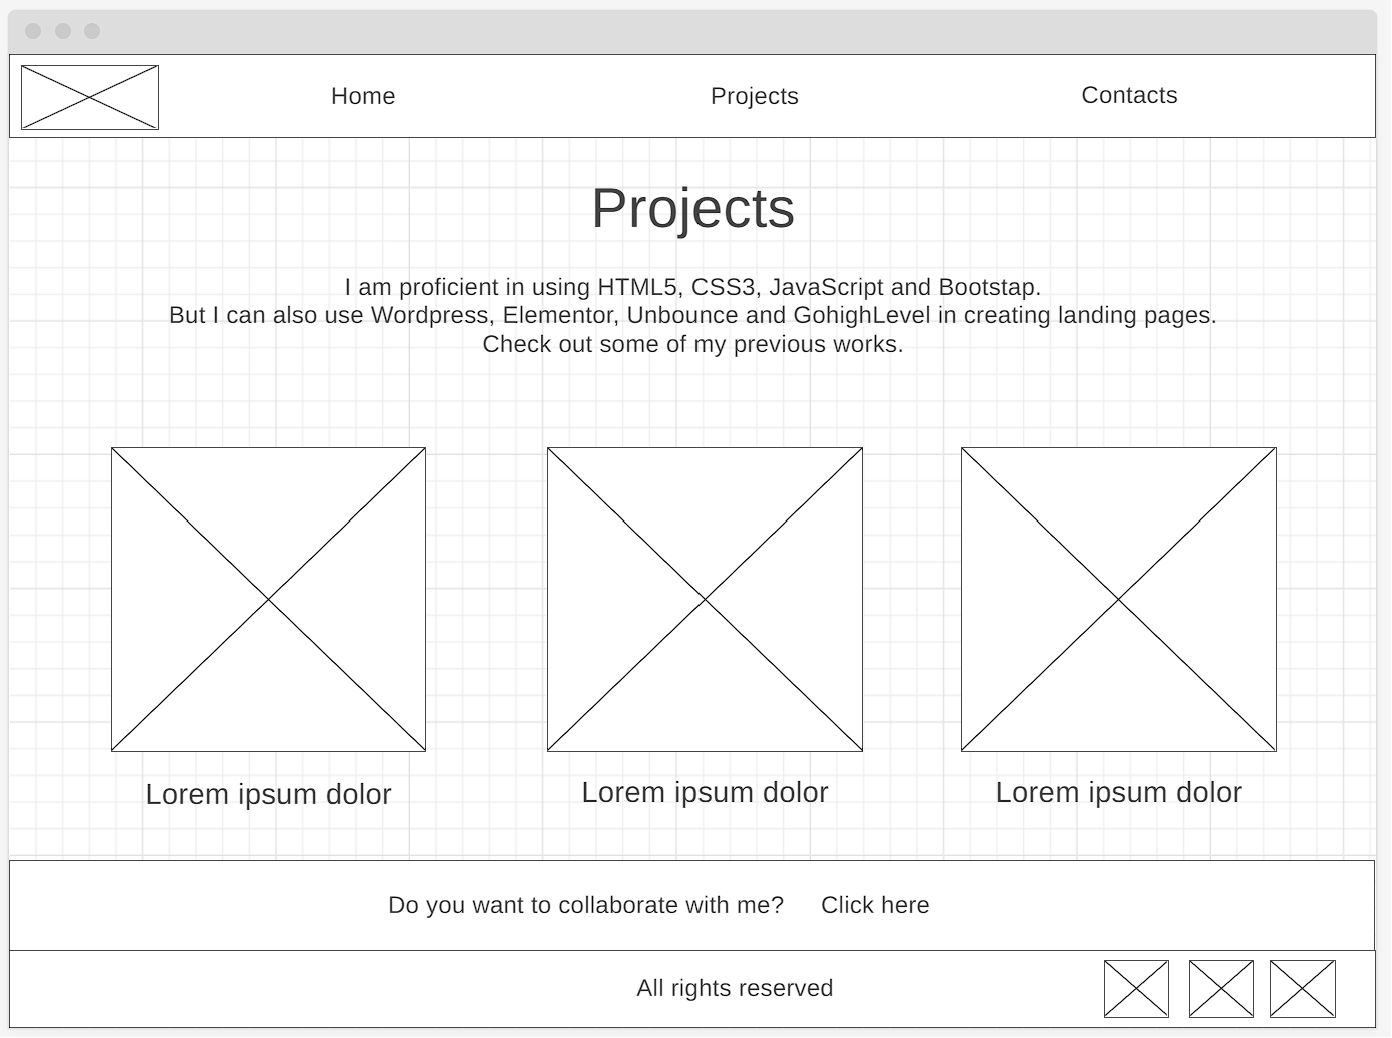 Home
Projects
Contacts
Projects
I am proficient in using HTML5, CSS3, JavaScript and Bootstap.
But I can also use Wordpress, Elementor, Unbounce and GohighLevel in creating landing pages.
Check out some of my previous works.
Lorem ipsum dolor
Lorem ipsum dolor
Lorem ipsum dolor
Do you want to collaborate with me?
Click here
All rights reserved